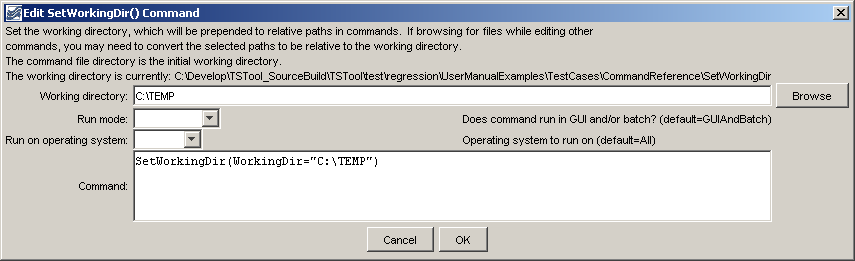 Edit SetWorkingDir() Command
Set the working directory, which will be prepended to relative paths in commands.  If browsing for files while editing other
commands, you may need to convert the selected paths to be relative to the working directory.
The command file directory is the initial working directory.
The working directory is currently: C:\Develop\TSTool_SourceBuild\TSTool\test\regression\UserManualExamples\TestCases\CommandReference\SetWorkingDir
Working directory: C:\TEMP Browse
Run mode: Does command run in GUI and/or batch? (default=GUIAndBatch)
Run on operating system: Operating system to run on (default=All)
Command: SetWorkingDir(WorkingDir="C:\TEMP")
Cancel OK